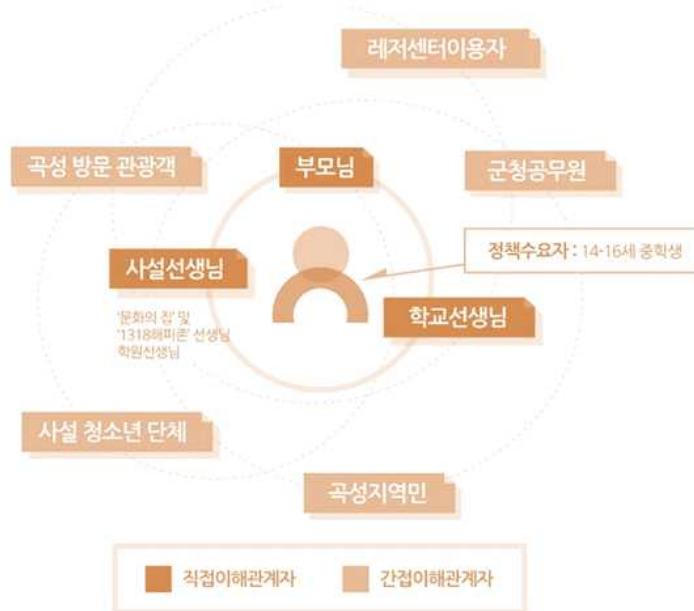 레저센터이용자
곡성 방문 관광객
부모님
군청공무원
정책수요자 : 14-16세 중학생
사설선생님
'문화의 집' 및
'1318해피존' 선생님
학원선생님
학교선생님
사설 청소년 단체
곡성지역민
직접이해관계자
간접이해관계자